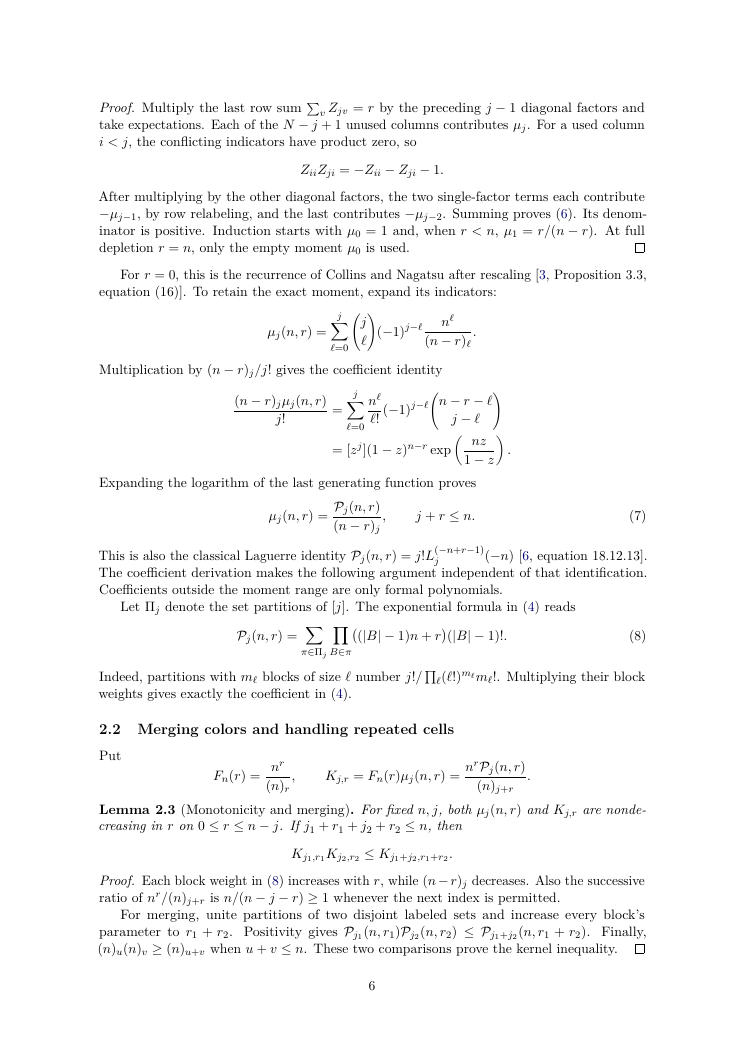 Proof. Multiply the last row sum ∑_v Z_{jv} = r by the preceding j − 1 diagonal factors and
take expectations. Each of the N − j + 1 unused columns contributes μ_j. For a used column
i < j, the conflicting indicators have product zero, so
Z_{ii}Z_{ji} = −Z_{ii} − Z_{ji} − 1.
After multiplying by the other diagonal factors, the two single-factor terms each contribute
−μ_{j−1}, by row relabeling, and the last contributes −μ_{j−2}. Summing proves (6). Its denom-
inator is positive. Induction starts with μ_0 = 1 and, when r < n, μ_1 = r/(n − r). At full
depletion r = n, only the empty moment μ_0 is used. □
For r = 0, this is the recurrence of Collins and Nagatsu after rescaling [3, Proposition 3.3,
equation (16)]. To retain the exact moment, expand its indicators:
μ_j(n, r) = ∑_{ℓ=0}^{j} \binom{j}{ℓ} (−1)^{j−ℓ} \frac{n^ℓ}{(n − r)_ℓ}.
Multiplication by (n − r)_j/j! gives the coefficient identity
\frac{(n − r)_j μ_j(n, r)}{j!} = ∑_{ℓ=0}^{j} \frac{n^ℓ}{ℓ!} (−1)^{j−ℓ} \binom{n − r − ℓ}{j − ℓ}
= [z^j](1 − z)^{n−r} exp(\frac{nz}{1 − z}).
Expanding the logarithm of the last generating function proves
μ_j(n, r) = \frac{𝒫_j(n, r)}{(n − r)_j}, j + r ≤ n. (7)
This is also the classical Laguerre identity 𝒫_j(n, r) = j!L_j^{(−n+r−1)}(−n) [6, equation 18.12.13].
The coefficient derivation makes the following argument independent of that identification.
Coefficients outside the moment range are only formal polynomials.
Let Π_j denote the set partitions of [j]. The exponential formula in (4) reads
𝒫_j(n, r) = ∑_{π∈Π_j} ∏_{B∈π} ((|B| − 1)n + r)(|B| − 1)!. (8)
Indeed, partitions with m_ℓ blocks of size ℓ number j!/∏_ℓ(ℓ!)^{m_ℓ}m_ℓ!. Multiplying their block
weights gives exactly the coefficient in (4).
2.2 Merging colors and handling repeated cells
Put
F_n(r) = \frac{n^r}{(n)_r}, K_{j,r} = F_n(r)μ_j(n, r) = \frac{n^r 𝒫_j(n, r)}{(n)_{j+r}}.
Lemma 2.3 (Monotonicity and merging). For fixed n, j, both μ_j(n, r) and K_{j,r} are nonde-
creasing in r on 0 ≤ r ≤ n − j. If j_1 + r_1 + j_2 + r_2 ≤ n, then
K_{j_1,r_1}K_{j_2,r_2} ≤ K_{j_1+j_2,r_1+r_2}.
Proof. Each block weight in (8) increases with r, while (n−r)_j decreases. Also the successive
ratio of n^r/(n)_{j+r} is n/(n − j − r) ≥ 1 whenever the next index is permitted.
For merging, unite partitions of two disjoint labeled sets and increase every block's
parameter to r_1 + r_2. Positivity gives 𝒫_{j_1}(n, r_1)𝒫_{j_2}(n, r_2) ≤ 𝒫_{j_1+j_2}(n, r_1 + r_2). Finally,
(n)_u(n)_v ≥ (n)_{u+v} when u + v ≤ n. These two comparisons prove the kernel inequality. □
6